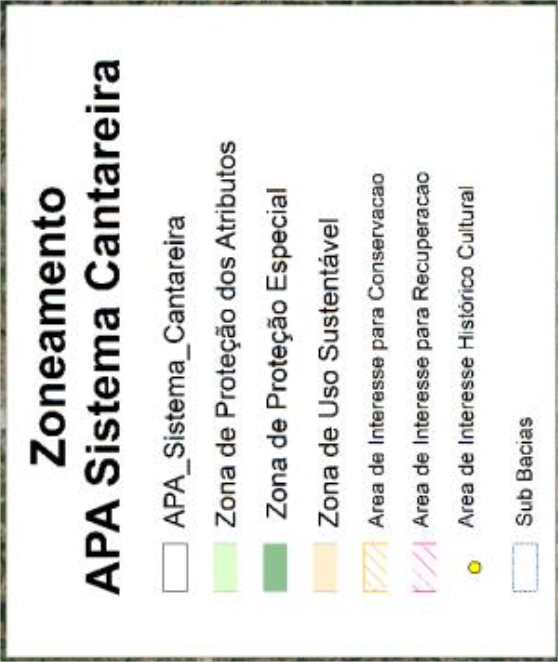 Zoneamento
APA Sistema Cantareira
APA_Sistema_Cantareira
Zona de Proteção dos Atributos
Zona de Proteção Especial
Zona de Uso Sustentável
Area de Interesse para Conservacao
Area de Interesse para Recuperacao
Area de Interesse Histórico Cultural
Sub Bacias